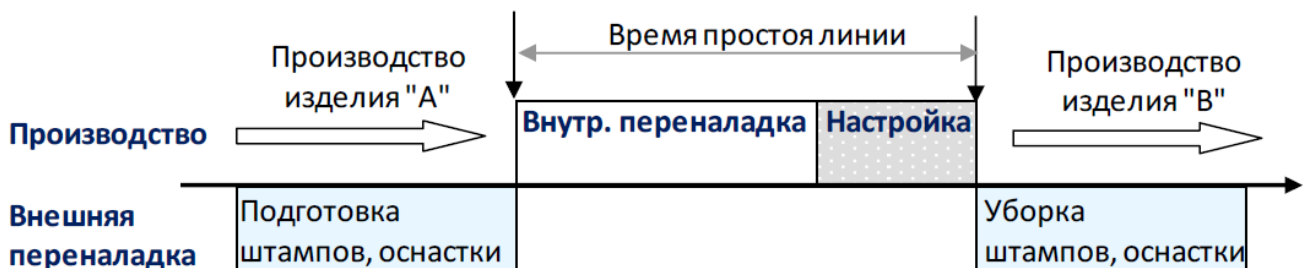 Время простоя линии
Производство
изделия "А"
Производство
изделия "В"
Производство
Внутр. переналадка
Настройка
Внешняя
переналадка
Подготовка
штампов, оснастки
Уборка
штампов, оснастки